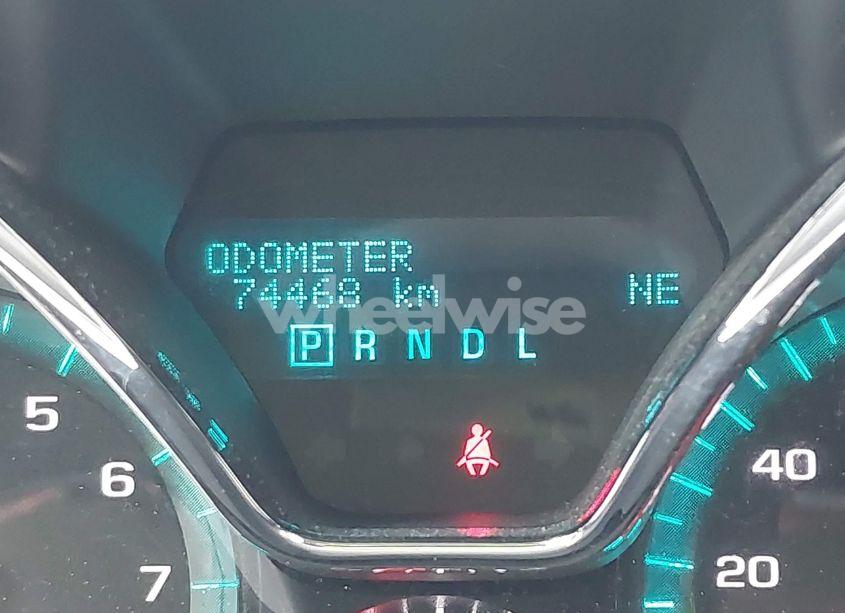 ODOMETER
74468 km NE
wheelwise
P R N D L
5
6
7
40
20